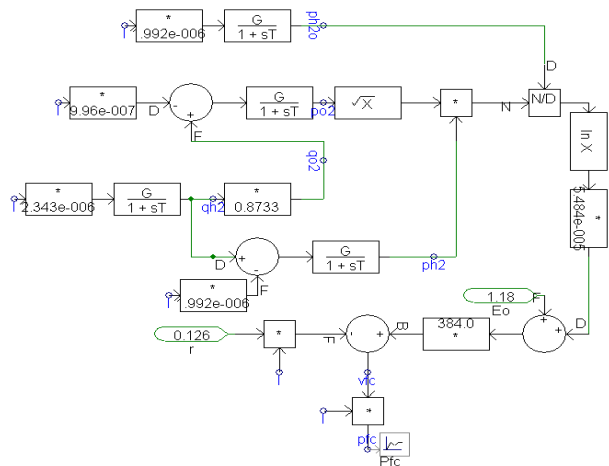 ph2o
*
.992e-006
G
1 + sT
I
D
*
9.96e-007
D
-
+
F
G
1 + sT
po2
√X
*
N
N/D
I
ln X
qo2
*
2.343e-006
G
1 + sT
qh2
*
0.8733
I
*
5.484e-005
D
+
-
F
G
1 + sT
ph2
*
.992e-006
I
1.18
Eo
F
+
+
D
384.0
*
B
0.126
r
*
I
F
-
+
vfc
I
*
pfc
Pfc